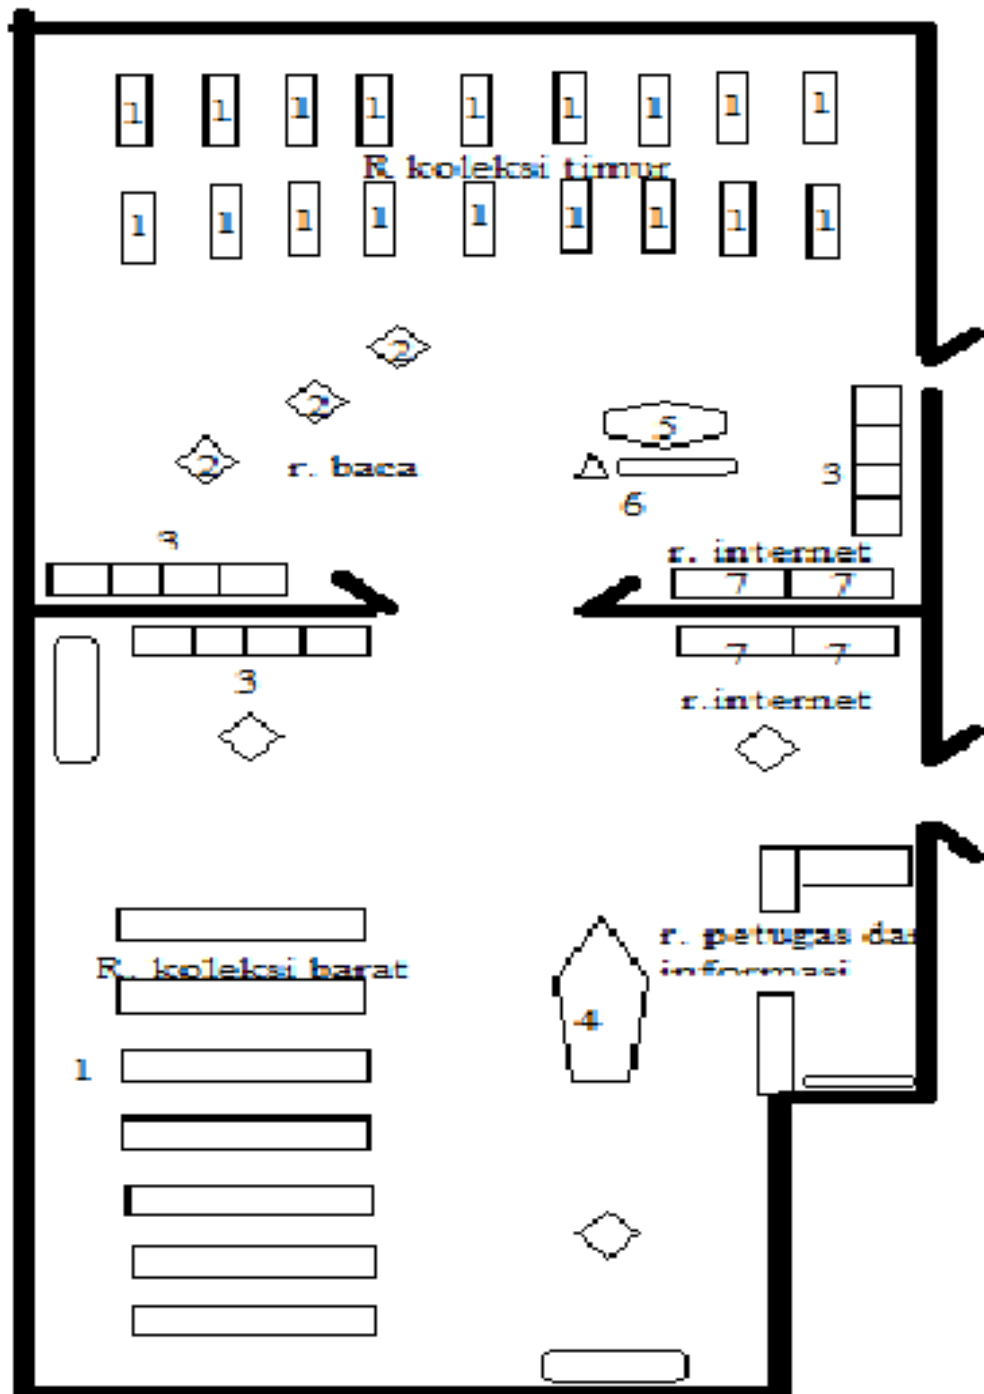 1 1 1 1 1 1 1 1 1
R koleksi timur
1 1 1 1 1 1 1 1 1
2
2
2
r. baca
5
6
3
3
r. internet
7 7
7 7
3
r.internet
r. petugas dan
informasi
R. koleksi barat
4
1